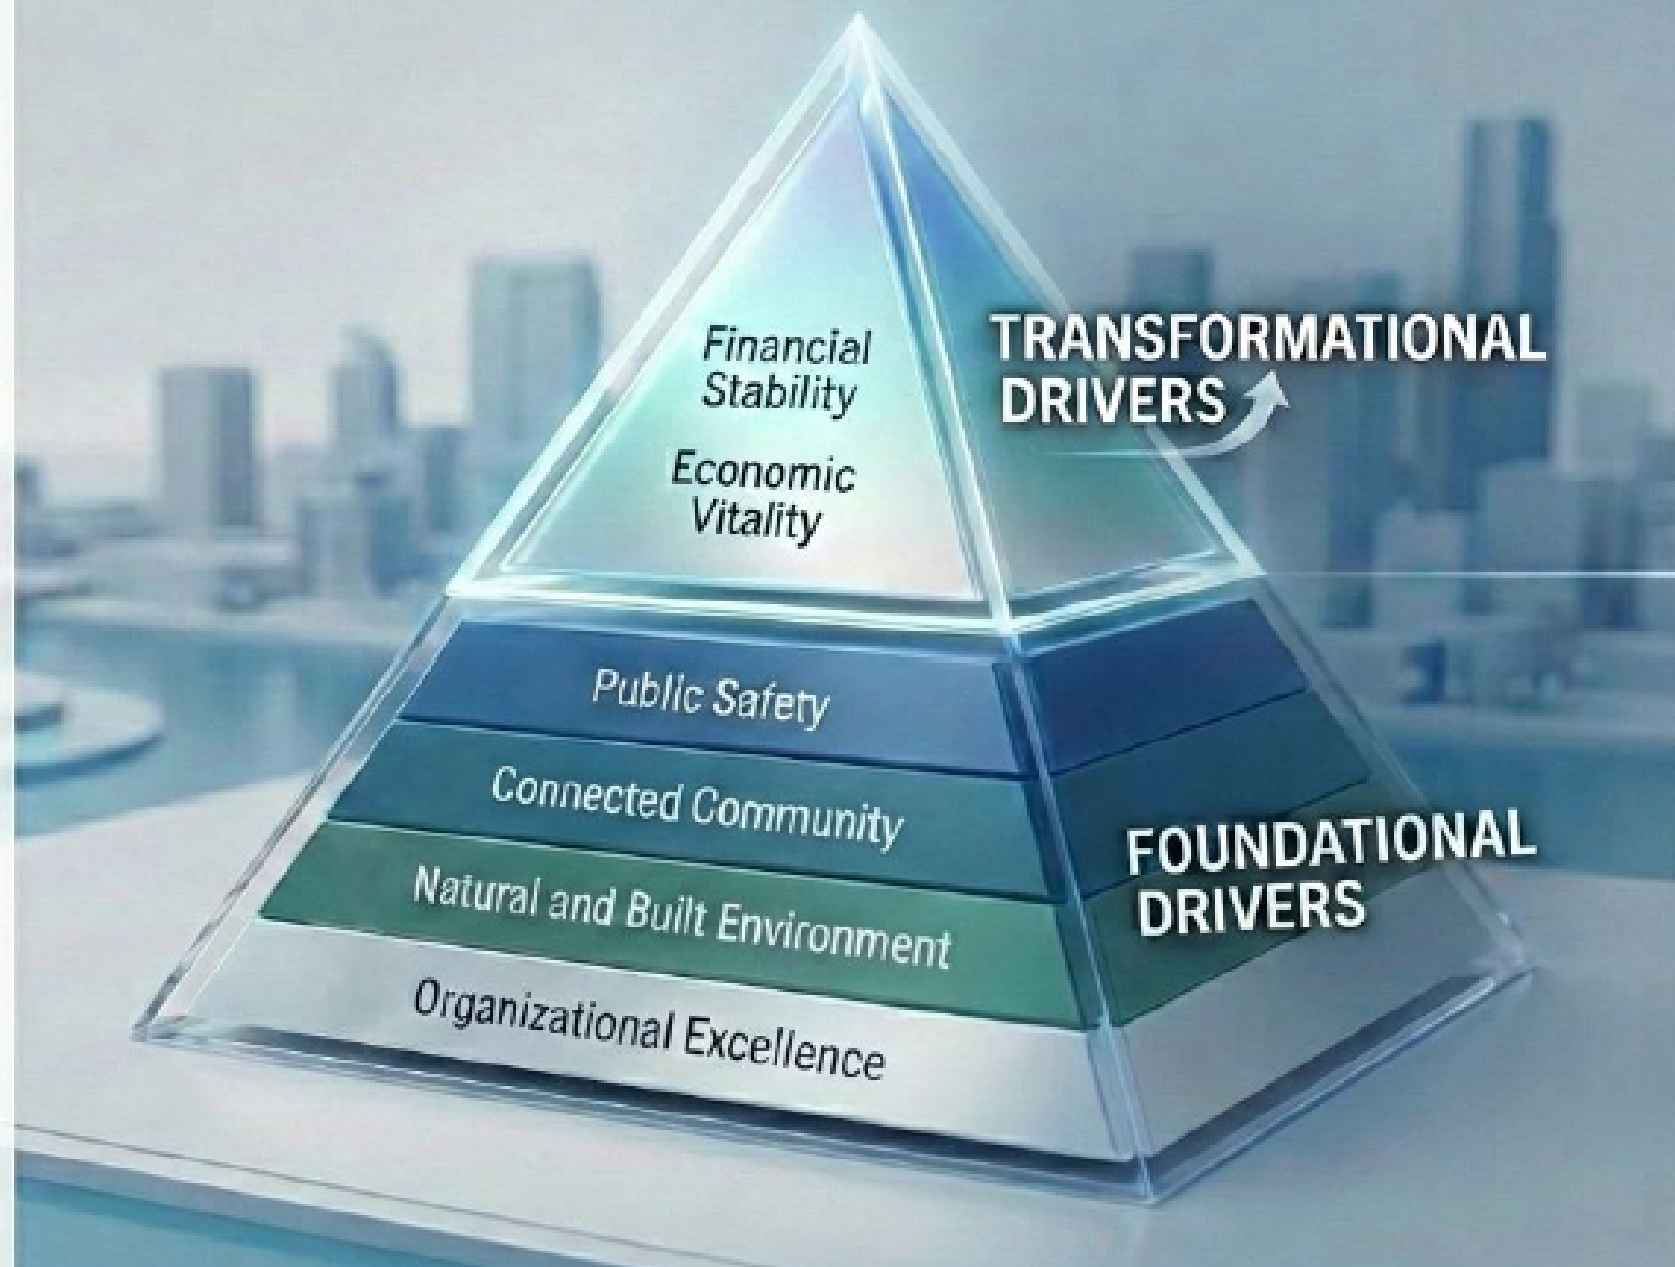 Financial
Stability
Economic
Vitality
TRANSFORMATIONAL
DRIVERS
Public Safety
Connected Community
Natural and Built Environment
Organizational Excellence
FOUNDATIONAL
DRIVERS